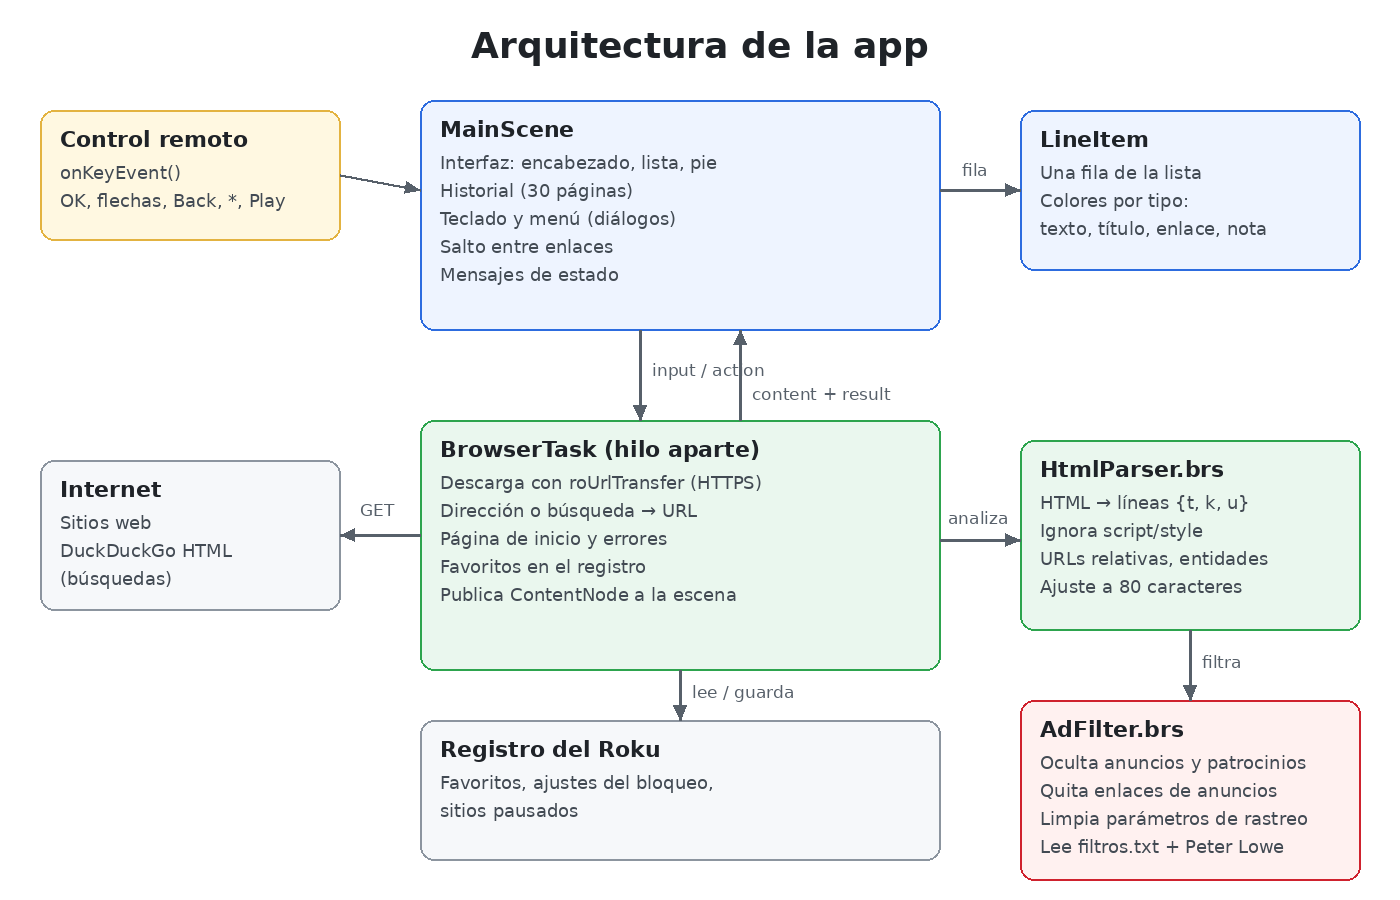 Arquitectura de la app
Control remoto
onKeyEvent()
OK, flechas, Back, *, Play
MainScene
Interfaz: encabezado, lista, pie
Historial (30 páginas)
Teclado y menú (diálogos)
Salto entre enlaces
Mensajes de estado
fila
LineItem
Una fila de la lista
Colores por tipo:
texto, título, enlace, nota
input / action
content + result
Internet
Sitios web
DuckDuckGo HTML
(búsquedas)
GET
BrowserTask (hilo aparte)
Descarga con roUrlTransfer (HTTPS)
Dirección o búsqueda → URL
Página de inicio y errores
Favoritos en el registro
Publica ContentNode a la escena
analiza
HtmlParser.brs
HTML → líneas {t, k, u}
Ignora script/style
URLs relativas, entidades
Ajuste a 80 caracteres
lee / guarda
filtra
Registro del Roku
Favoritos, ajustes del bloqueo,
sitios pausados
AdFilter.brs
Oculta anuncios y patrocinios
Quita enlaces de anuncios
Limpia parámetros de rastreo
Lee filtros.txt + Peter Lowe